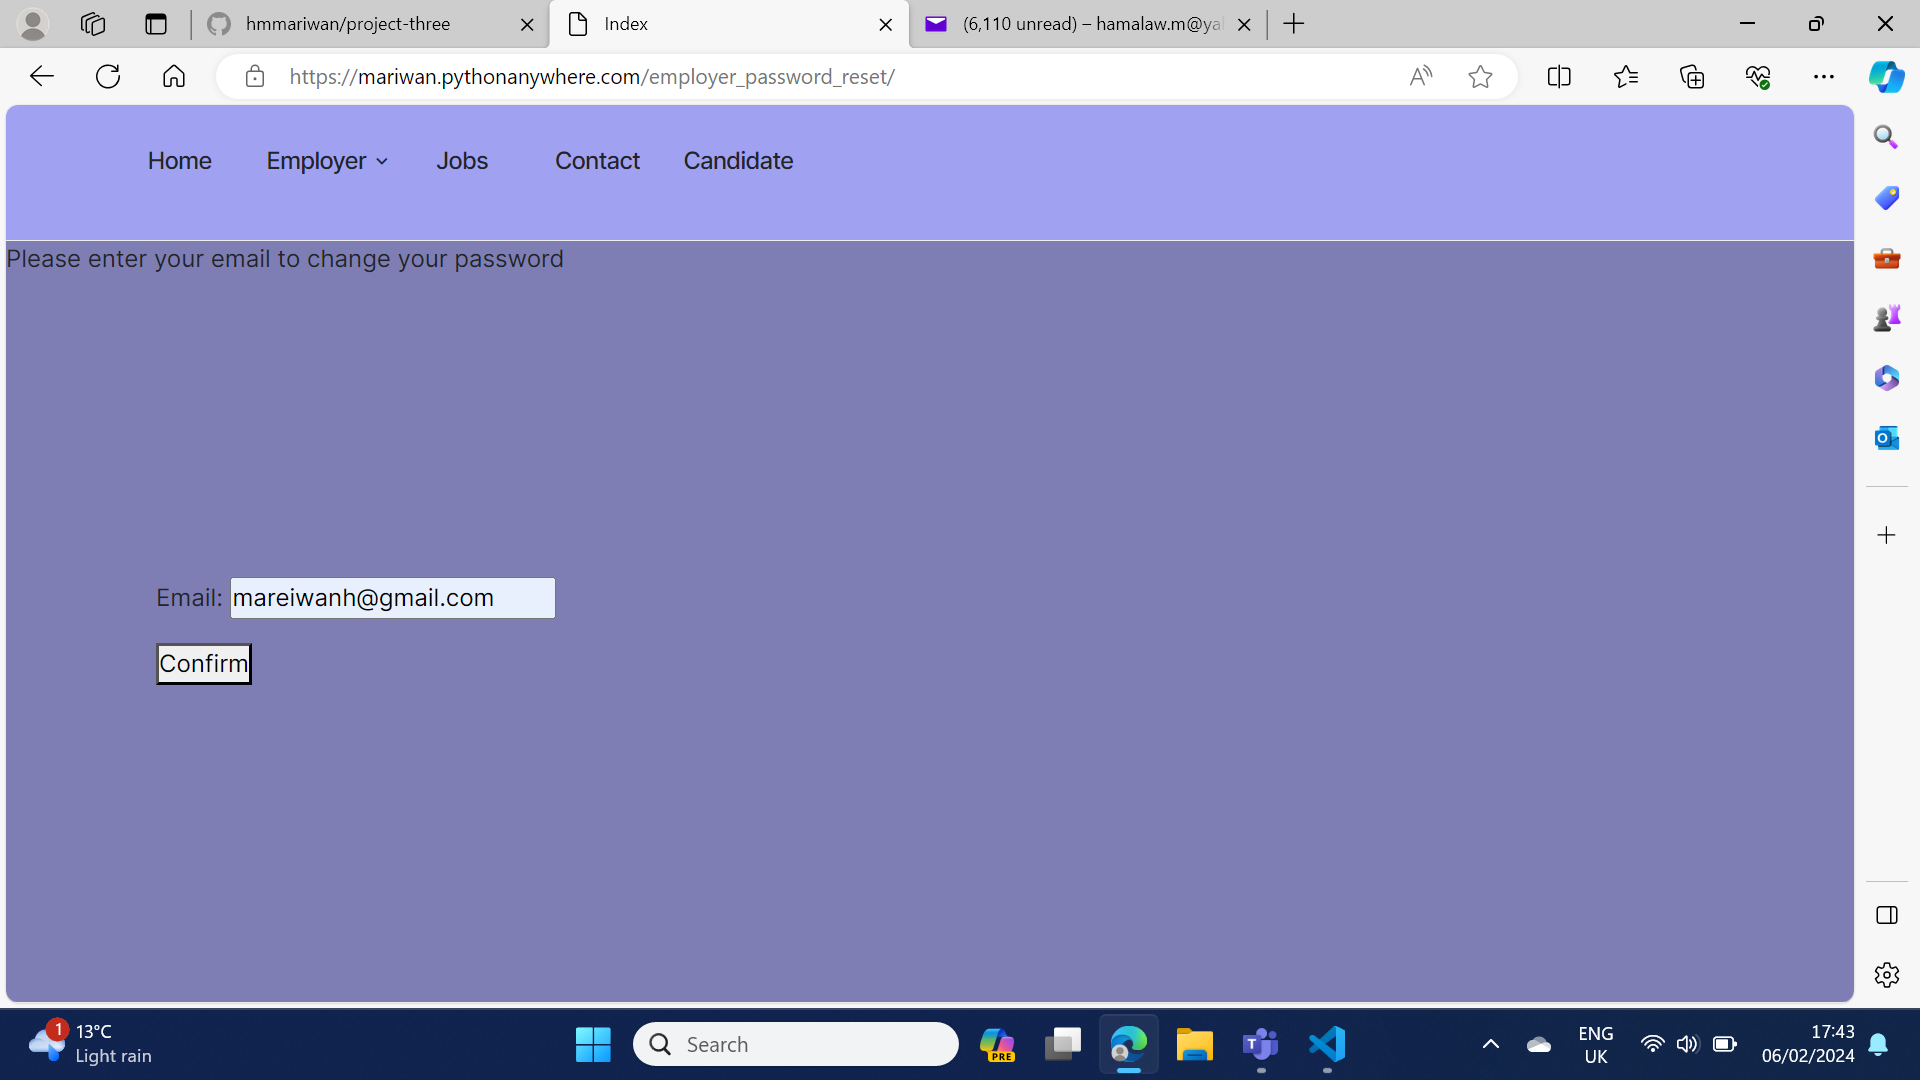 hmmariwan/project-three
Index
(6,110 unread) – hamalaw.m@ya
https://mariwan.pythonanywhere.com/employer_password_reset/
Home Employer Jobs Contact Candidate
Please enter your email to change your password
Email: mareiwanh@gmail.com
Confirm
1
13°C
Light rain
Search
PRE
ENG
UK
17:43
06/02/2024